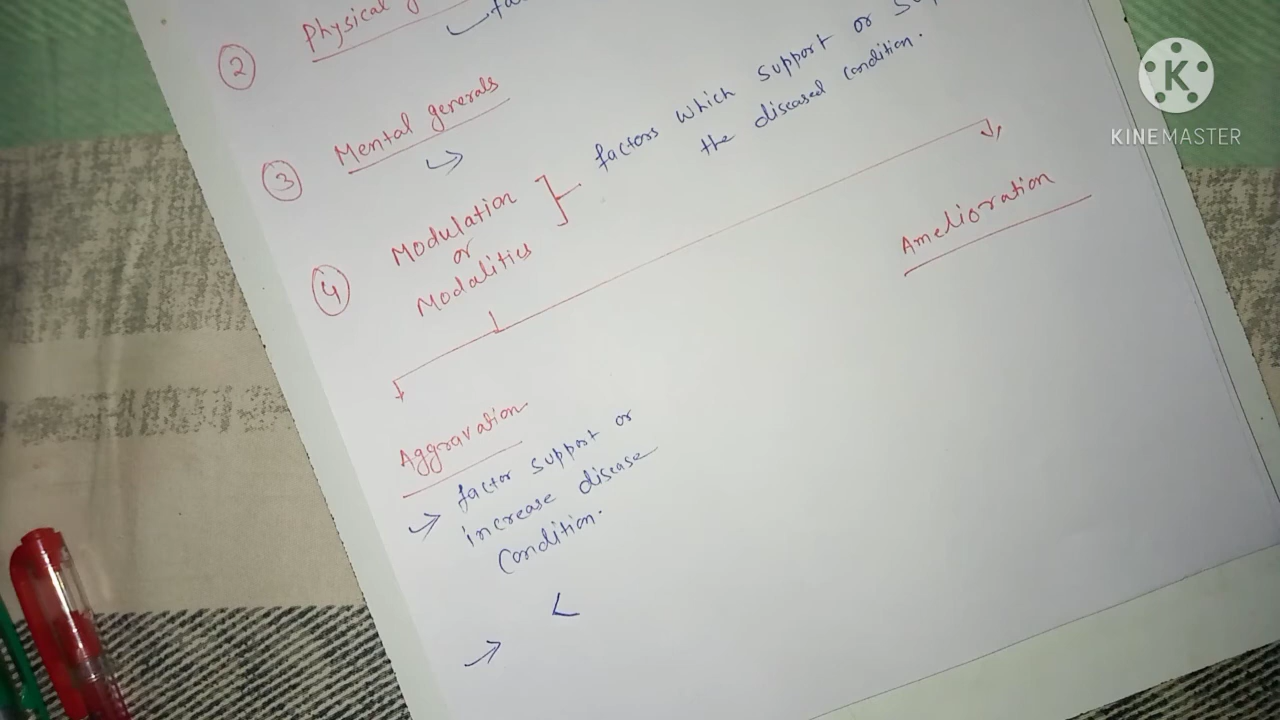 ② Physical
③ Mental generals
④ Modulation
or
Modalities
factors which support or
the diseased condition.
Aggravation
→ factor support or
increase disease
condition.
<
→
Amelioration
K
KINEMASTER